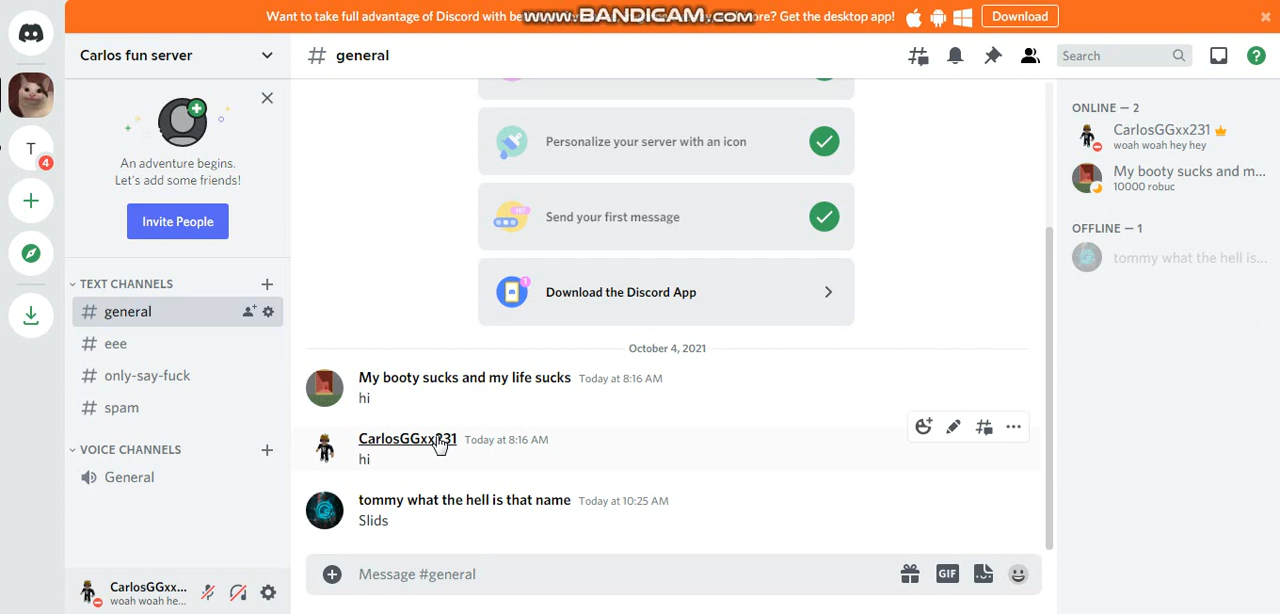 Want to take full advantage of Discord with be
www.BANDICAM.com
ore? Get the desktop app!
Download
Carlos fun server
general
Search
An adventure begins.
Let's add some friends!
Invite People
TEXT CHANNELS
general
eee
only-say-fuck
spam
VOICE CHANNELS
General
CarlosGGxx...
woah woah he...
T
4
Personalize your server with an icon
Send your first message
Download the Discord App
October 4, 2021
My booty sucks and my life sucks Today at 8:16 AM
hi
CarlosGGxx231 Today at 8:16 AM
hi
tommy what the hell is that name Today at 10:25 AM
Slids
Message #general
GIF
ONLINE — 2
CarlosGGxx231
woah woah hey hey
My booty sucks and m...
10000 robuc
OFFLINE — 1
tommy what the hell is...